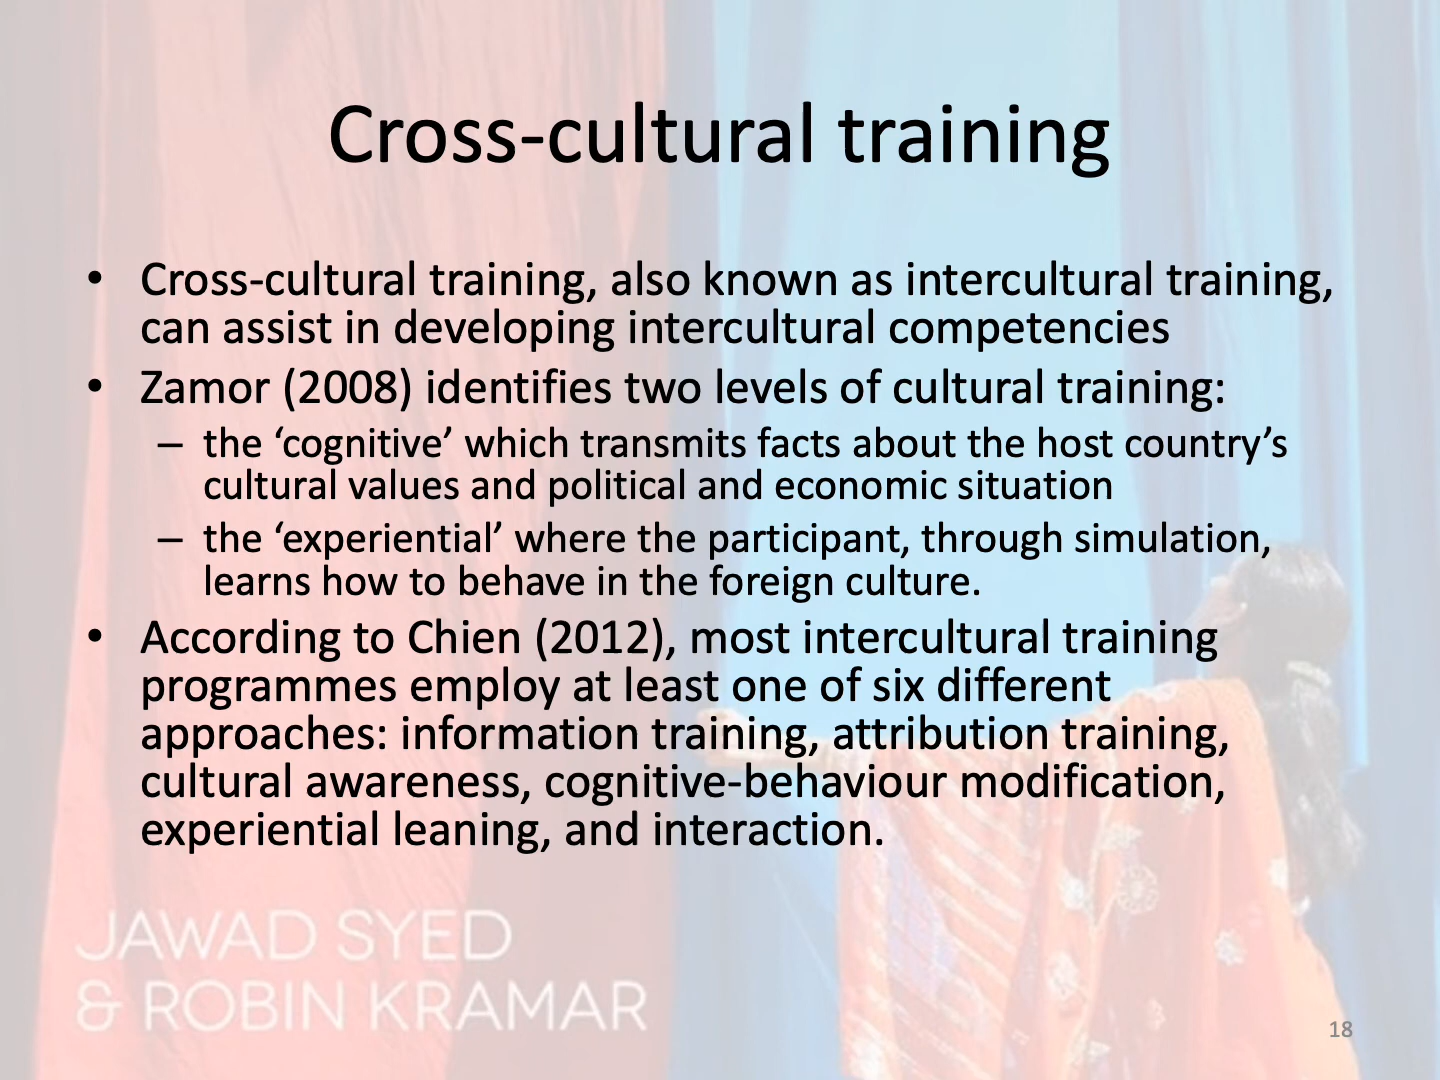 Cross-cultural training
• Cross-cultural training, also known as intercultural training,
can assist in developing intercultural competencies
• Zamor (2008) identifies two levels of cultural training:
– the ‘cognitive’ which transmits facts about the host country’s
cultural values and political and economic situation
– the ‘experiential’ where the participant, through simulation,
learns how to behave in the foreign culture.
• According to Chien (2012), most intercultural training
programmes employ at least one of six different
approaches: information training, attribution training,
cultural awareness, cognitive-behaviour modification,
experiential leaning, and interaction.
JAWAD SYED
& ROBIN KRAMAR
18